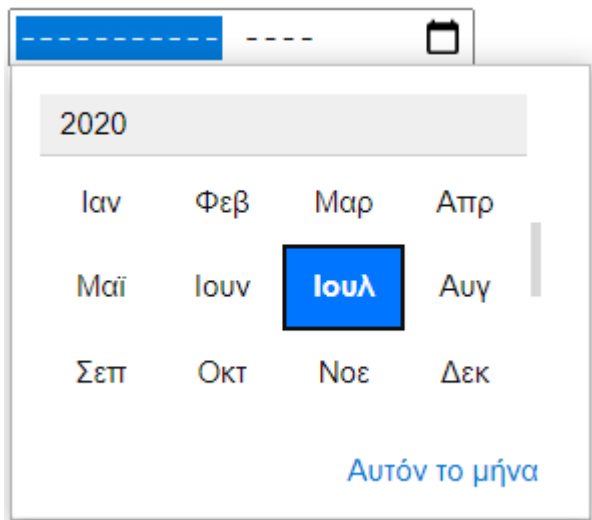 ----------- ----
2020
Ιαν Φεβ Μαρ Απρ
Μαϊ Ιουν Ιουλ Αυγ
Σεπ Οκτ Νοε Δεκ
Αυτόν το μήνα